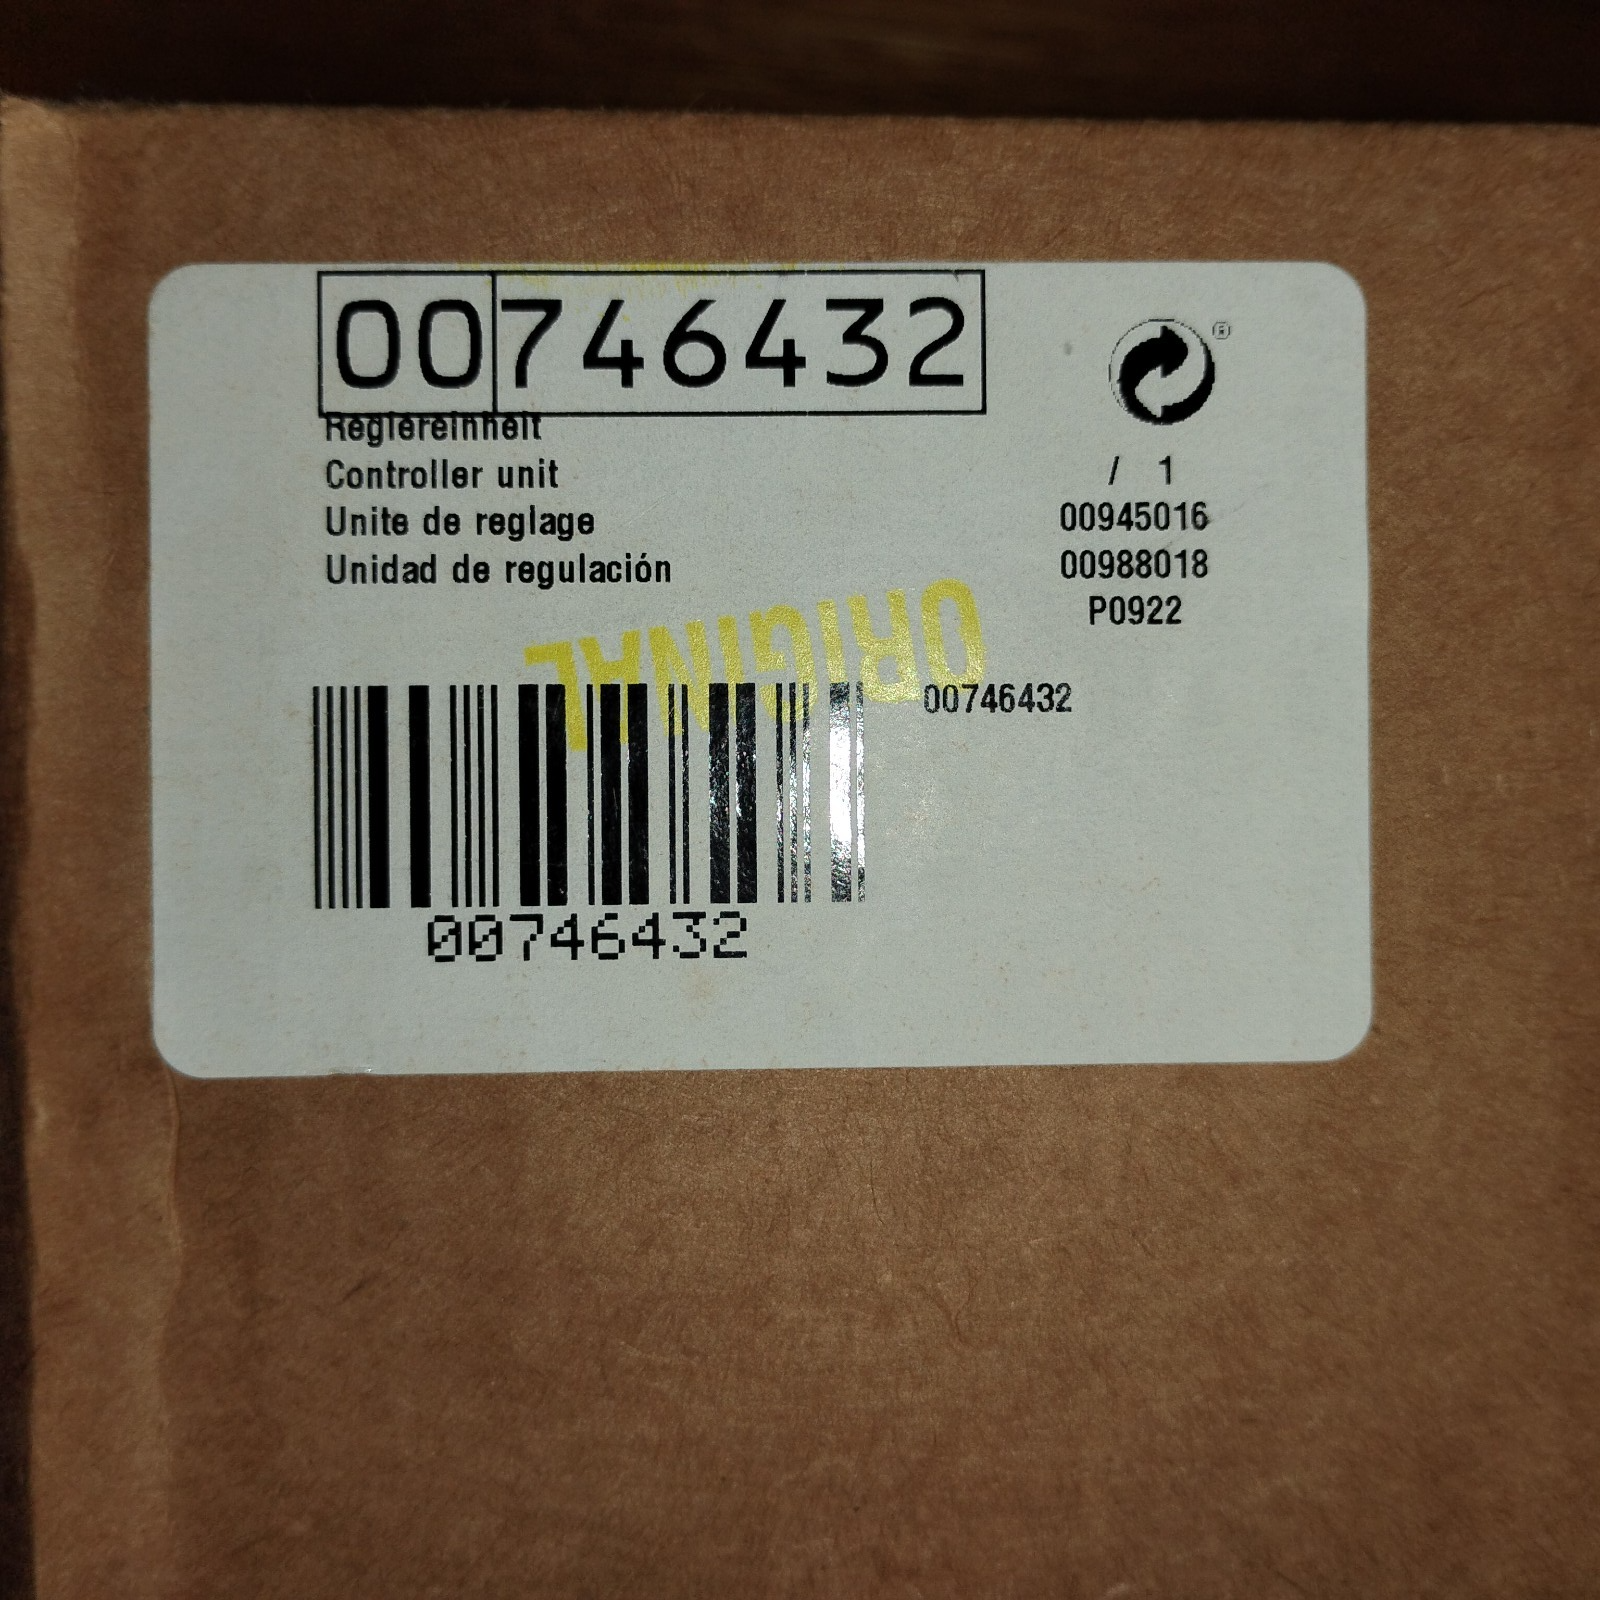 00746432
Reglereinheit
Controller unit
Unite de reglage
Unidad de regulación
®
/ 1
00945016
00988018
P0922
ORIGINAL
00746432
00746432